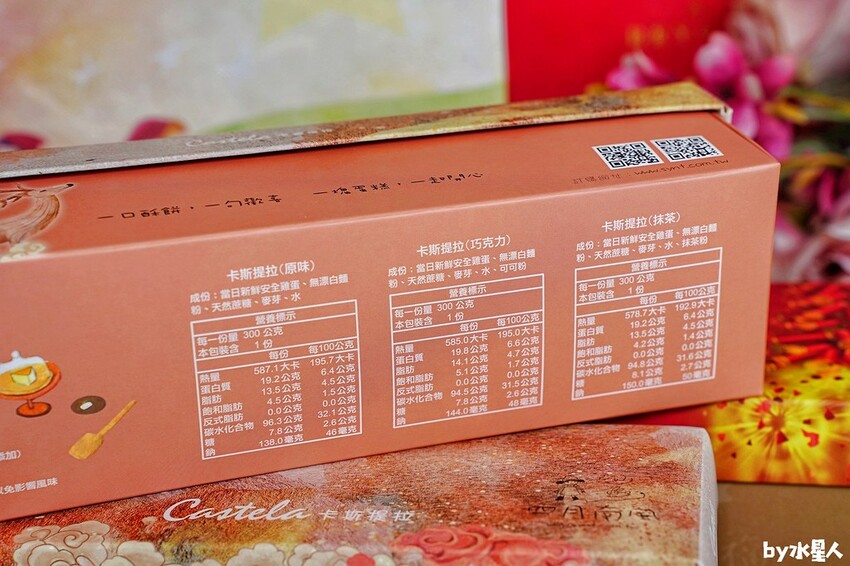 www.syrf.com.tw
卡斯提拉(原味)
成份：當日新鮮安全雞蛋、無漂白麵
粉、天然蔗糖、麥芽、水
營養標示
每一份量 300 公克
本包裝含 1 份
每份 每100公克
熱量 587.1大卡 195.7大卡
蛋白質 19.2公克 6.4公克
脂肪 13.5公克 4.5公克
飽和脂肪 4.5公克 1.5公克
反式脂肪 0.0公克 0.0公克
碳水化合物 96.3公克 32.1公克
糖 7.8公克 2.6公克
鈉 138.0毫克 46毫克
卡斯提拉(巧克力)
成份：當日新鮮安全雞蛋、無漂白麵
粉、天然蔗糖、麥芽、水、可可粉
營養標示
每一份量 300 公克
本包裝含 1 份
每份 每100公克
熱量 585.0大卡 195.0大卡
蛋白質 19.8公克 6.6公克
脂肪 14.1公克 4.7公克
飽和脂肪 5.1公克 1.7公克
反式脂肪 0.0公克 0.0公克
碳水化合物 94.5公克 31.5公克
糖 7.8公克 2.6公克
鈉 144.0毫克 48毫克
卡斯提拉(抹茶)
成份：當日新鮮安全雞蛋、無漂白麵
粉、天然蔗糖、麥芽、水、抹茶粉
營養標示
每一份量 300 公克
本包裝含 1 份
每份 每100公克
熱量 578.7大卡 192.9大卡
蛋白質 19.2公克 6.4公克
脂肪 13.5公克 4.5公克
飽和脂肪 4.2公克 1.4公克
反式脂肪 0.0公克 0.0公克
碳水化合物 94.8公克 31.6公克
糖 8.1公克 2.7公克
鈉 150.0毫克 50毫克
添加)
免影響風味
Castela 卡斯提拉
四月南風
by水星人